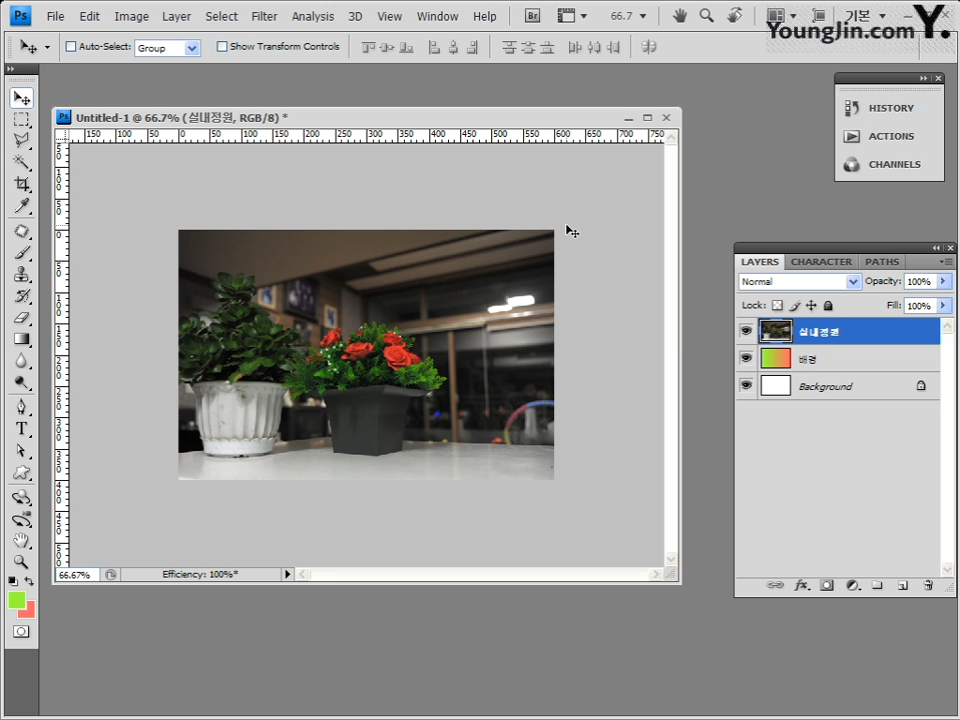 Ps File Edit Image Layer Select Filter Analysis 3D View Window Help Br 66.7 기본
YoungJin.com Y.
Auto-Select: Group Show Transform Controls
HISTORY
ACTIONS
CHANNELS
Ps Untitled-1 @ 66.7% (실내정원, RGB/8) *
150 100 50 0 50 100 150 200 250 300 350 400 450 500 550 600 650 700 750
LAYERS CHARACTER PATHS
Normal Opacity: 100%
Lock: Fill: 100%
실내정원
배경
Background
T
66.67% Efficiency: 100%*
fx